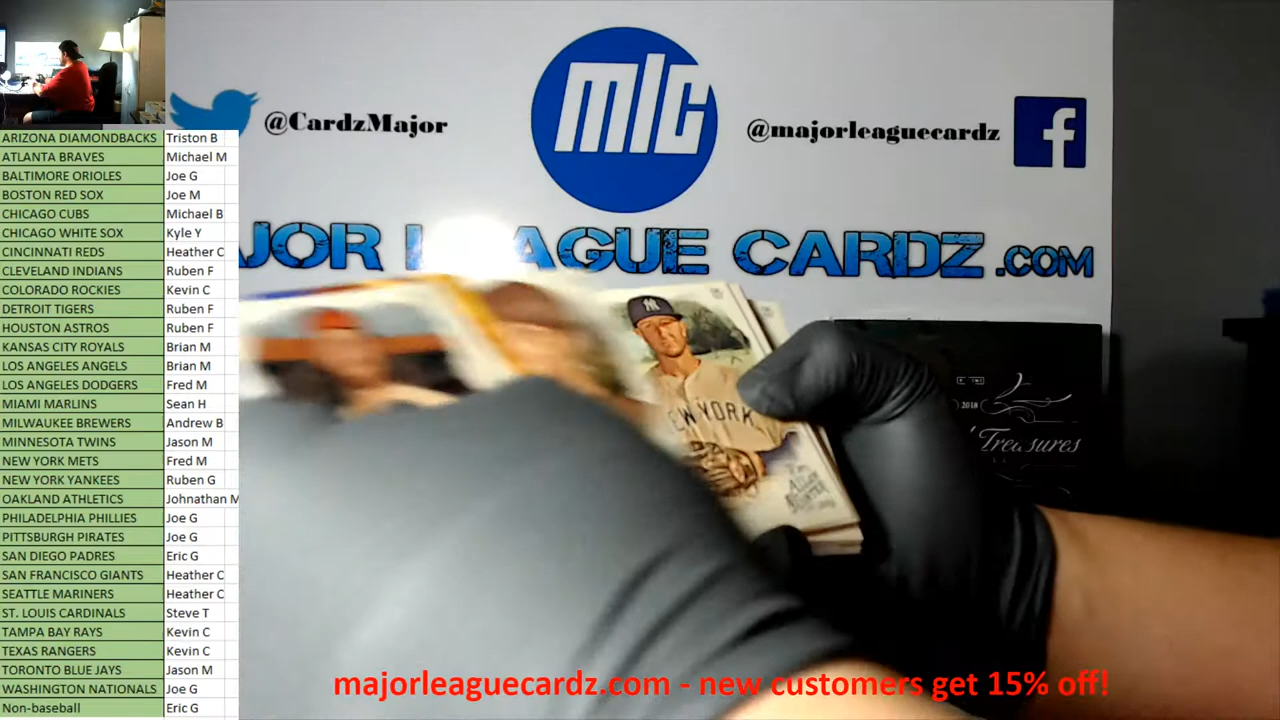 @CardzMajor
mlc
@majorleaguecardz
f
JOR L AGUE CARDZ.COM
ARIZONA DIAMONDBACKS Triston B
ATLANTA BRAVES Michael M
BALTIMORE ORIOLES Joe G
BOSTON RED SOX Joe M
CHICAGO CUBS Michael B
CHICAGO WHITE SOX Kyle Y
CINCINNATI REDS Heather C
CLEVELAND INDIANS Ruben F
COLORADO ROCKIES Kevin C
DETROIT TIGERS Ruben F
HOUSTON ASTROS Ruben F
KANSAS CITY ROYALS Brian M
LOS ANGELES ANGELS Brian M
LOS ANGELES DODGERS Fred M
MIAMI MARLINS Sean H
MILWAUKEE BREWERS Andrew B
MINNESOTA TWINS Jason M
NEW YORK METS Fred M
NEW YORK YANKEES Ruben G
OAKLAND ATHLETICS Johnathan M
PHILADELPHIA PHILLIES Joe G
PITTSBURGH PIRATES Joe G
SAN DIEGO PADRES Eric G
SAN FRANCISCO GIANTS Heather C
SEATTLE MARINERS Heather C
ST. LOUIS CARDINALS Steve T
TAMPA BAY RAYS Kevin C
TEXAS RANGERS Kevin C
TORONTO BLUE JAYS Jason M
WASHINGTON NATIONALS Joe G
Non-baseball Eric G
NEW YORK
2018
Treasures
majorleaguecardz.com - new customers get 15% off!